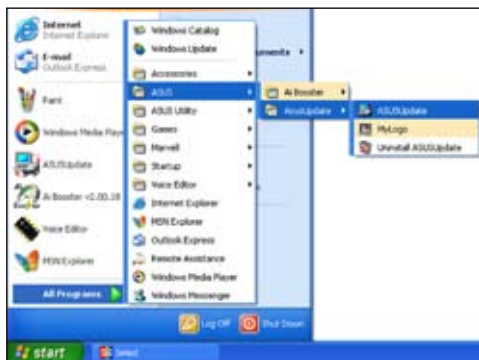 Internet
Internet Explorer
E-mail
Outlook Express
Paint
Windows Media Player
ASUSUpdate
Ai Booster v2.00.18
Voice Editor
MSN Explorer
All Programs
Windows Catalog
Windows Update
Accessories
ASUS
ASUS Utility
Games
Marvell
Startup
Voice Editor
Internet Explorer
MSN Explorer
Outlook Express
Remote Assistance
Windows Media Player
Windows Messenger
ocuments
Ai Booster
AsusUpdate
ASUSUpdate
MyLogo
Uninstall ASUSUpdate
Log Off
Shut Down
start